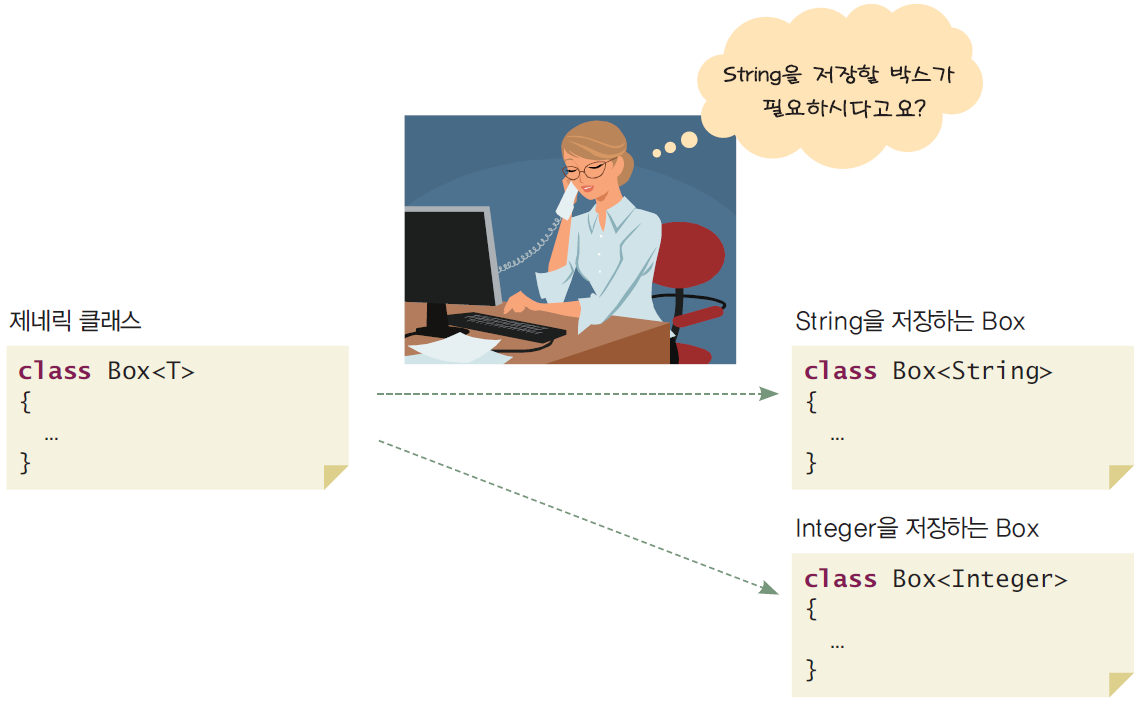 String을 저장할 박스가
필요하시다고요?
제네릭 클래스
class Box<T>
{
…
}
String을 저장하는 Box
class Box<String>
{
…
}
Integer을 저장하는 Box
class Box<Integer>
{
…
}